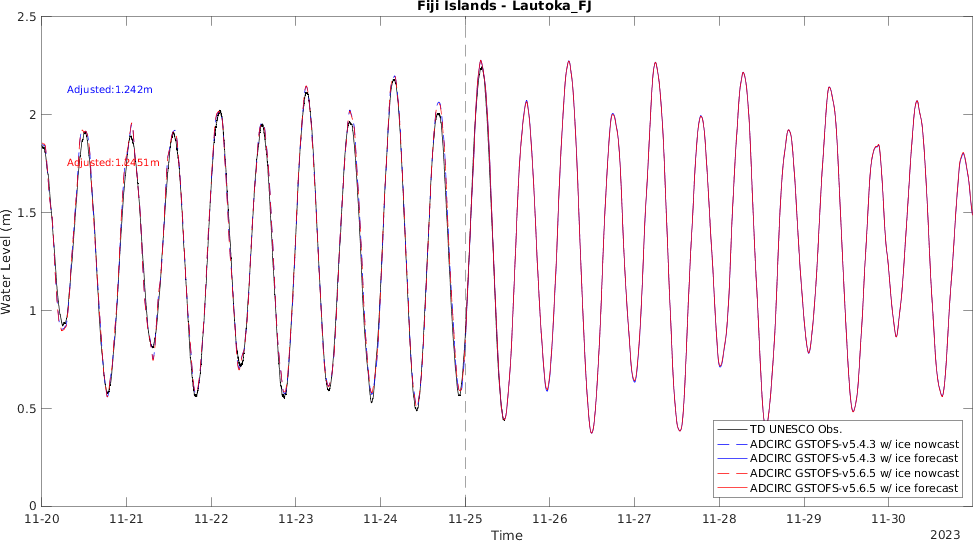 Fiji Islands - Lautoka_FJ
2.5
2
1.5
1
0.5
0
Water Level (m)
Adjusted:1.242m
Adjusted:1.2451m
TD UNESCO Obs.
ADCIRC GSTOFS-v5.4.3 w/ ice nowcast
ADCIRC GSTOFS-v5.4.3 w/ ice forecast
ADCIRC GSTOFS-v5.6.5 w/ ice nowcast
ADCIRC GSTOFS-v5.6.5 w/ ice forecast
11-20 11-21 11-22 11-23 11-24 11-25 11-26 11-27 11-28 11-29 11-30
Time
2023